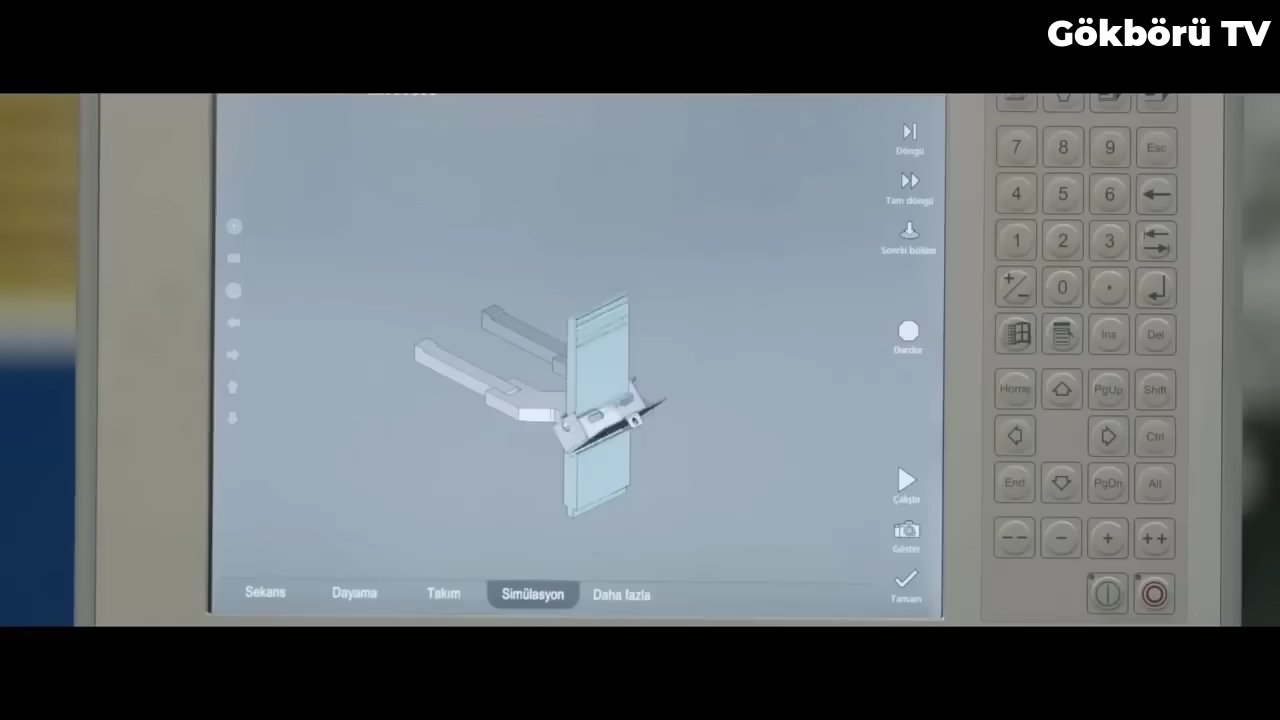 Gökbörü TV
Döngü
Tam döngü
Sonrki bölüm
Durdur
Çalıştır
Göster
Tamam
Sekans
Dayama
Takım
Simülasyon
Daha fazla
7 8 9 Esc
4 5 6
1 2 3
+/- 0 .
Ins Del
Home PgUp Shift
Ctrl
End PgDn Alt
-- - + ++